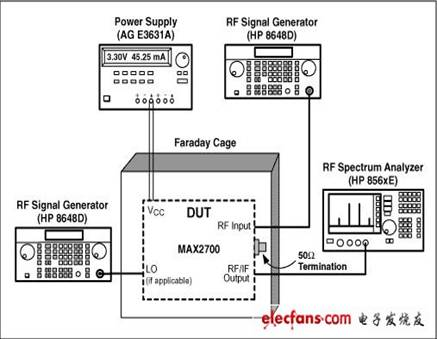 Power Supply
(AG E3631A)
3.30V 45.25 mA
RF Signal Generator
(HP 8648D)
Faraday Cage
RF Spectrum Analyzer
(HP 856xE)
RF Signal Generator
(HP 8648D)
VCC
DUT
RF Input
MAX2700
LO
(if applicable)
RF/IF
Output
50Ω
Termination
elecfans.com 电子发烧友